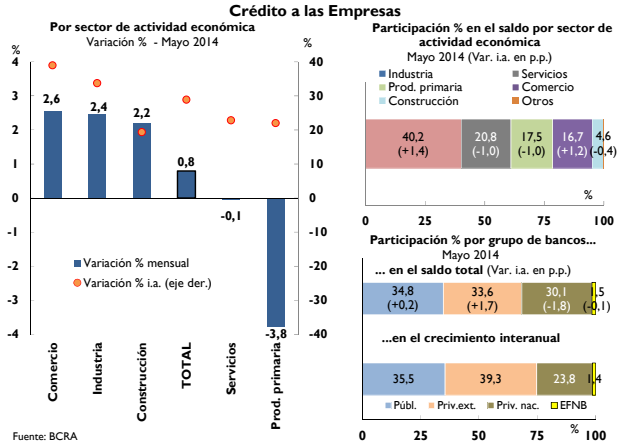 Crédito a las Empresas
Por sector de actividad económica
Variación % - Mayo 2014
%
%
4
3
2
1
0
-1
-2
-3
-4
40
30
20
10
0
-10
-20
-30
-40
2,6
2,4
2,2
0,8
-0,1
-3,8
Variación % mensual
Variación % i.a. (eje der.)
Comercio
Industria
Construcción
TOTAL
Servicios
Prod. primaria
Fuente: BCRA
Participación % en el saldo por sector de
actividad económica
Mayo 2014 (Var. i.a. en p.p.)
Industria
Servicios
Prod. primaria
Comercio
Construcción
Otros
40,2
(+1,4)
20,8
(-1,0)
17,5
(-1,0)
16,7
(+1,2)
4,6
(-0,4)
%
0
25
50
75
100
Participación % por grupo de bancos...
Mayo 2014
... en el saldo total (Var. i.a. en p.p.)
34,8
(+0,2)
33,6
(+1,7)
30,1
(-1,8)
1,5
(-0,1)
...en el crecimiento interanual
35,5
39,3
23,8
1,4
Públ.
Priv.ext.
Priv. nac.
EFNB
0
25
50
75
100
%